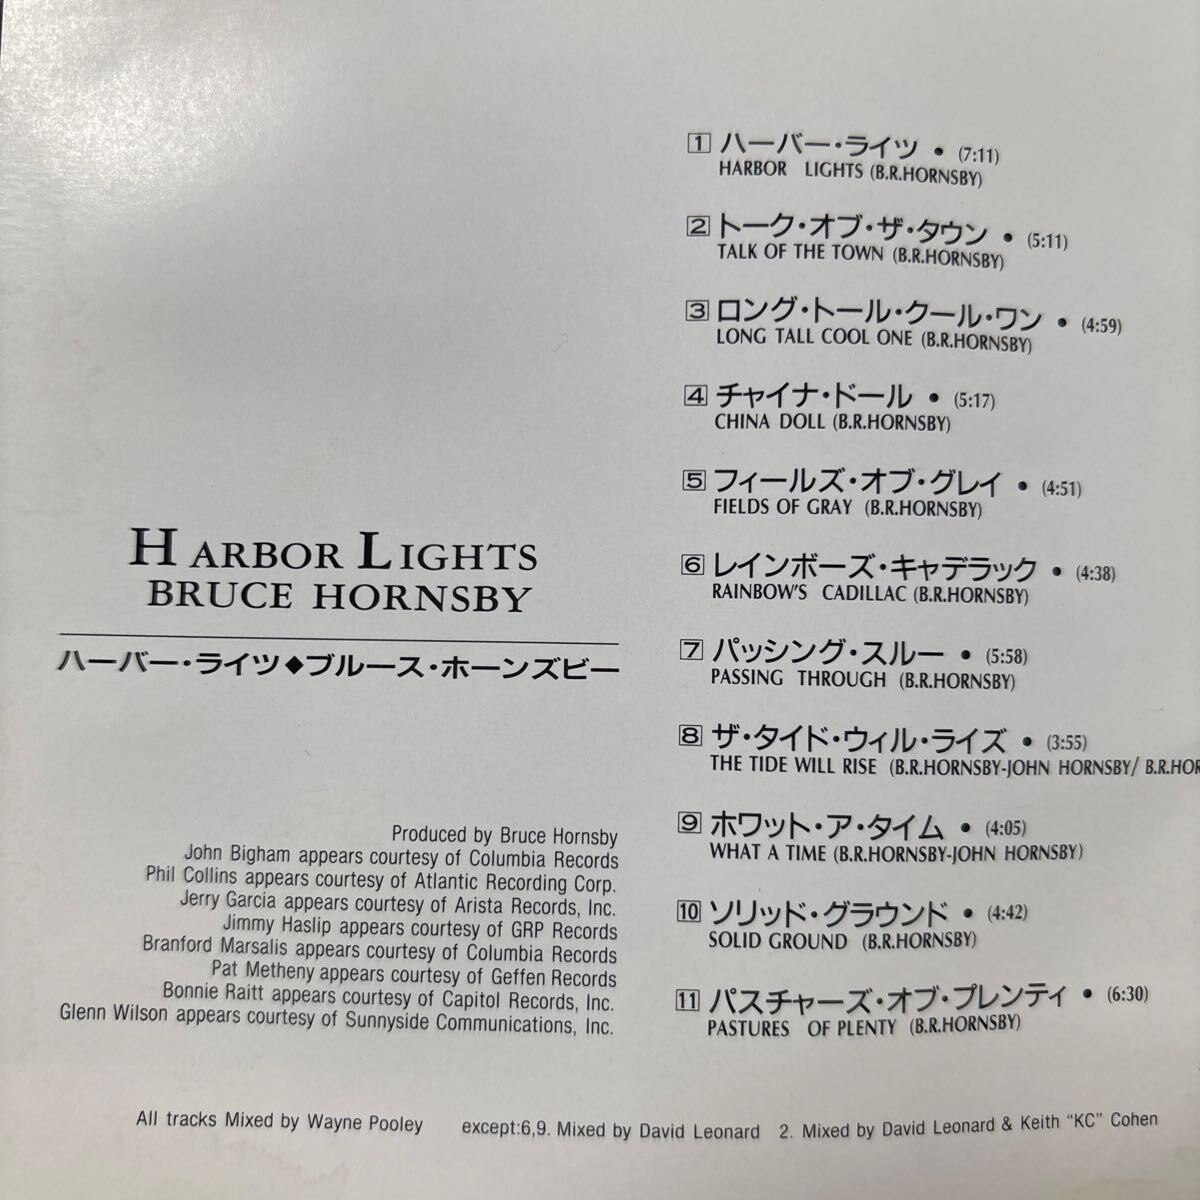 HARBOR LIGHTS
BRUCE HORNSBY
ハーバー・ライツ◆ブルース・ホーンズビー
Produced by Bruce Hornsby
John Bigham appears courtesy of Columbia Records
Phil Collins appears courtesy of Atlantic Recording Corp.
Jerry Garcia appears courtesy of Arista Records, Inc.
Jimmy Haslip appears courtesy of GRP Records
Branford Marsalis appears courtesy of Columbia Records
Pat Metheny appears courtesy of Geffen Records
Bonnie Raitt appears courtesy of Capitol Records, Inc.
Glenn Wilson appears courtesy of Sunnyside Communications, Inc.
1 ハーバー・ライツ • (7:11)
HARBOR LIGHTS (B.R.HORNSBY)
2 トーク・オブ・ザ・タウン • (5:11)
TALK OF THE TOWN (B.R.HORNSBY)
3 ロング・トール・クール・ワン • (4:59)
LONG TALL COOL ONE (B.R.HORNSBY)
4 チャイナ・ドール • (5:17)
CHINA DOLL (B.R.HORNSBY)
5 フィールズ・オブ・グレイ • (4:51)
FIELDS OF GRAY (B.R.HORNSBY)
6 レインボーズ・キャデラック • (4:38)
RAINBOW'S CADILLAC (B.R.HORNSBY)
7 パッシング・スルー • (5:58)
PASSING THROUGH (B.R.HORNSBY)
8 ザ・タイド・ウィル・ライズ • (3:55)
THE TIDE WILL RISE (B.R.HORNSBY-JOHN HORNSBY/ B.R.HOR
9 ホワット・ア・タイム • (4:05)
WHAT A TIME (B.R.HORNSBY-JOHN HORNSBY)
10 ソリッド・グラウンド • (4:42)
SOLID GROUND (B.R.HORNSBY)
11 パスチャーズ・オブ・プレンティ • (6:30)
PASTURES OF PLENTY (B.R.HORNSBY)
All tracks Mixed by Wayne Pooley except:6,9. Mixed by David Leonard 2. Mixed by David Leonard & Keith "KC" Cohen